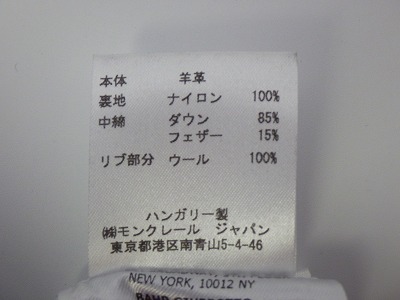 本体 羊革
裏地 ナイロン 100%
中綿 ダウン 85%
フェザー 15%
リブ部分 ウール 100%
ハンガリー製
㈱モンクレール ジャパン
東京都港区南青山5-4-46
NEW YORK, 10012 NY